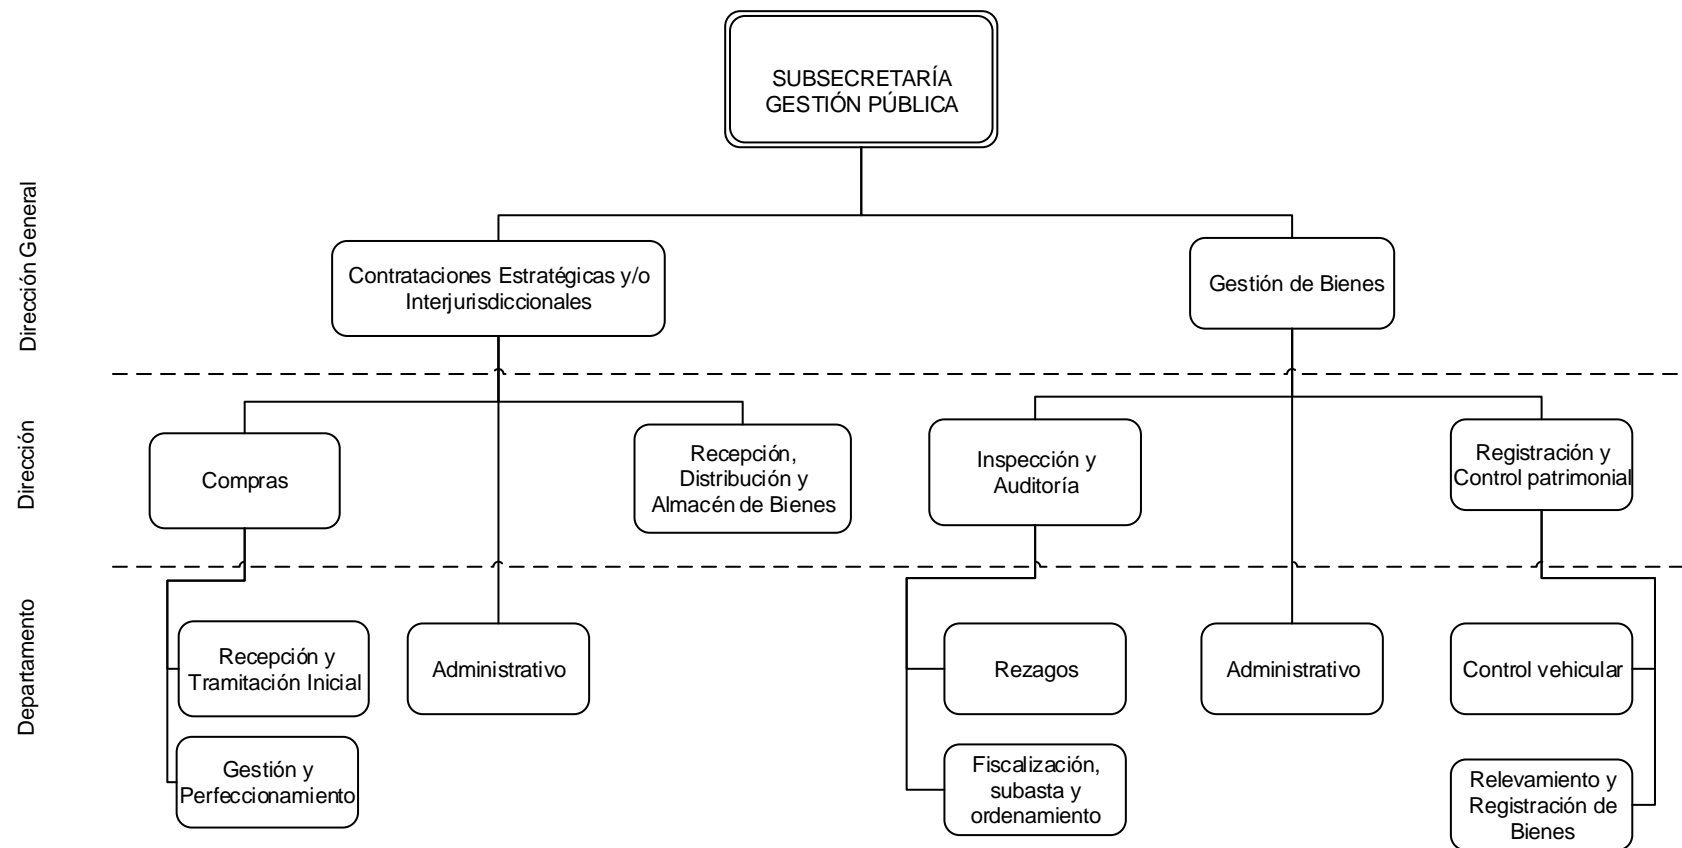 SUBSECRETARÍA
GESTIÓN PÚBLICA
Dirección General
Contrataciones Estratégicas y/o
Interjurisdiccionales
Gestión de Bienes
Dirección
Compras
Recepción,
Distribución y
Almacén de Bienes
Inspección y
Auditoría
Registración y
Control patrimonial
Departamento
Recepción y
Tramitación Inicial
Administrativo
Rezagos
Administrativo
Control vehicular
Gestión y
Perfeccionamiento
Fiscalización,
subasta y
ordenamiento
Relevamiento y
Registración de
Bienes